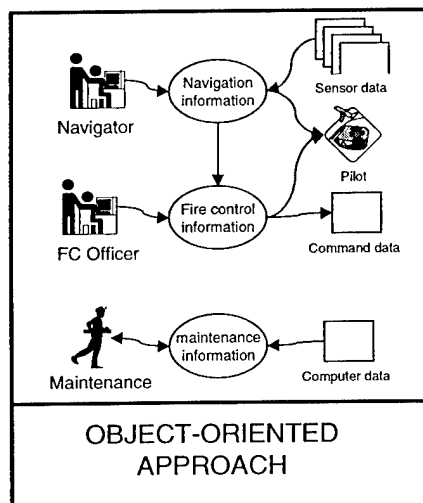 Navigation
information
Sensor data
Navigator
Pilot
Fire control
information
FC Officer
Command data
maintenance
information
Maintenance
Computer data
OBJECT-ORIENTED
APPROACH